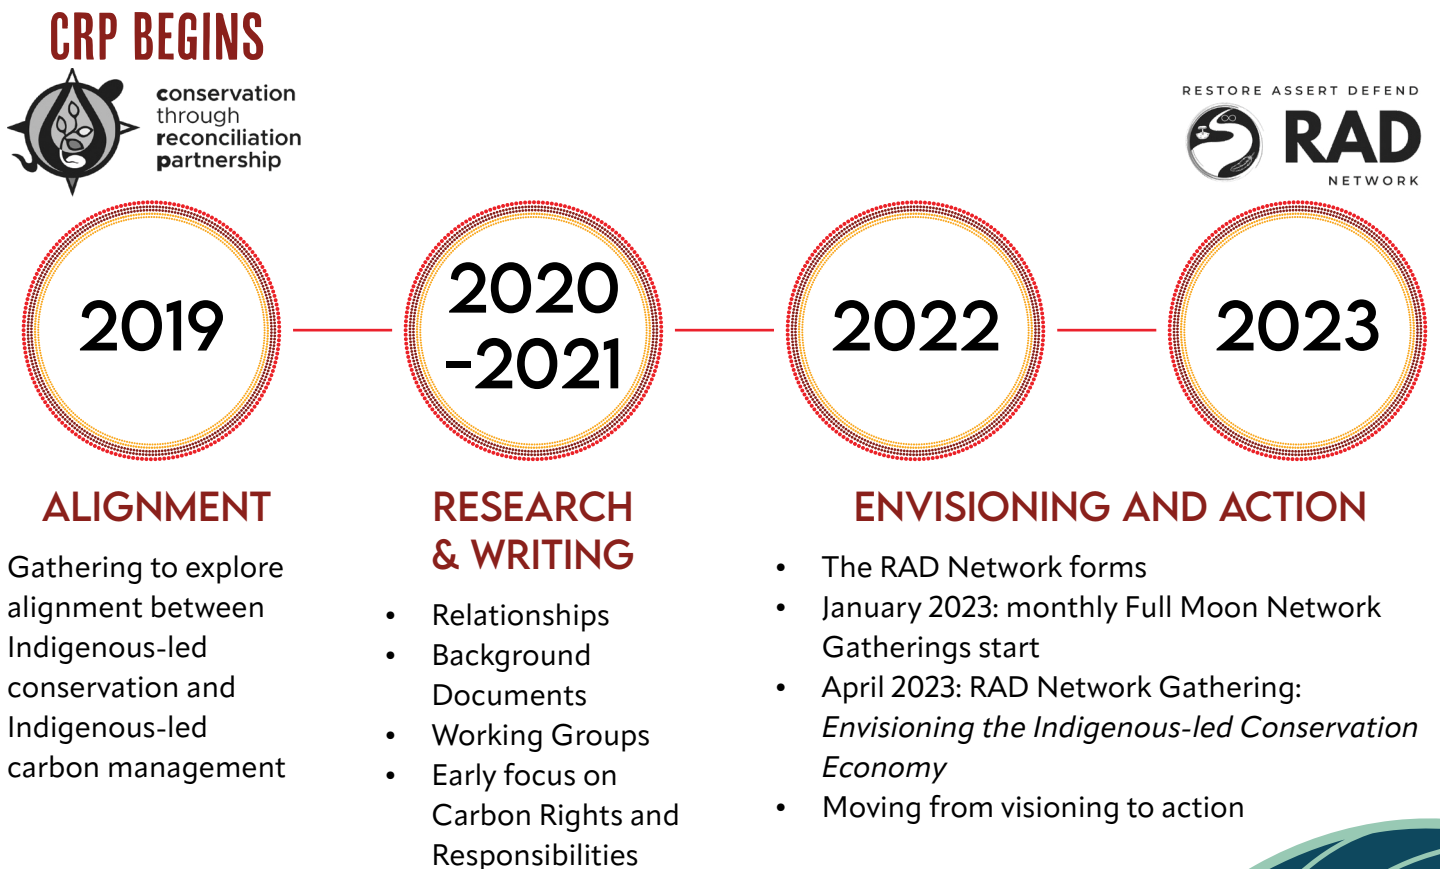 CRP BEGINS
conservation
through
reconciliation
partnership
RESTORE ASSERT DEFEND
RAD
NETWORK
2019
2020
-2021
2022
2023
ALIGNMENT
Gathering to explore
alignment between
Indigenous-led
conservation and
Indigenous-led
carbon management
RESEARCH
& WRITING
• Relationships
• Background
Documents
• Working Groups
• Early focus on
Carbon Rights and
Responsibilities
ENVISIONING AND ACTION
• The RAD Network forms
• January 2023: monthly Full Moon Network
Gatherings start
• April 2023: RAD Network Gathering:
Envisioning the Indigenous-led Conservation
Economy
• Moving from visioning to action